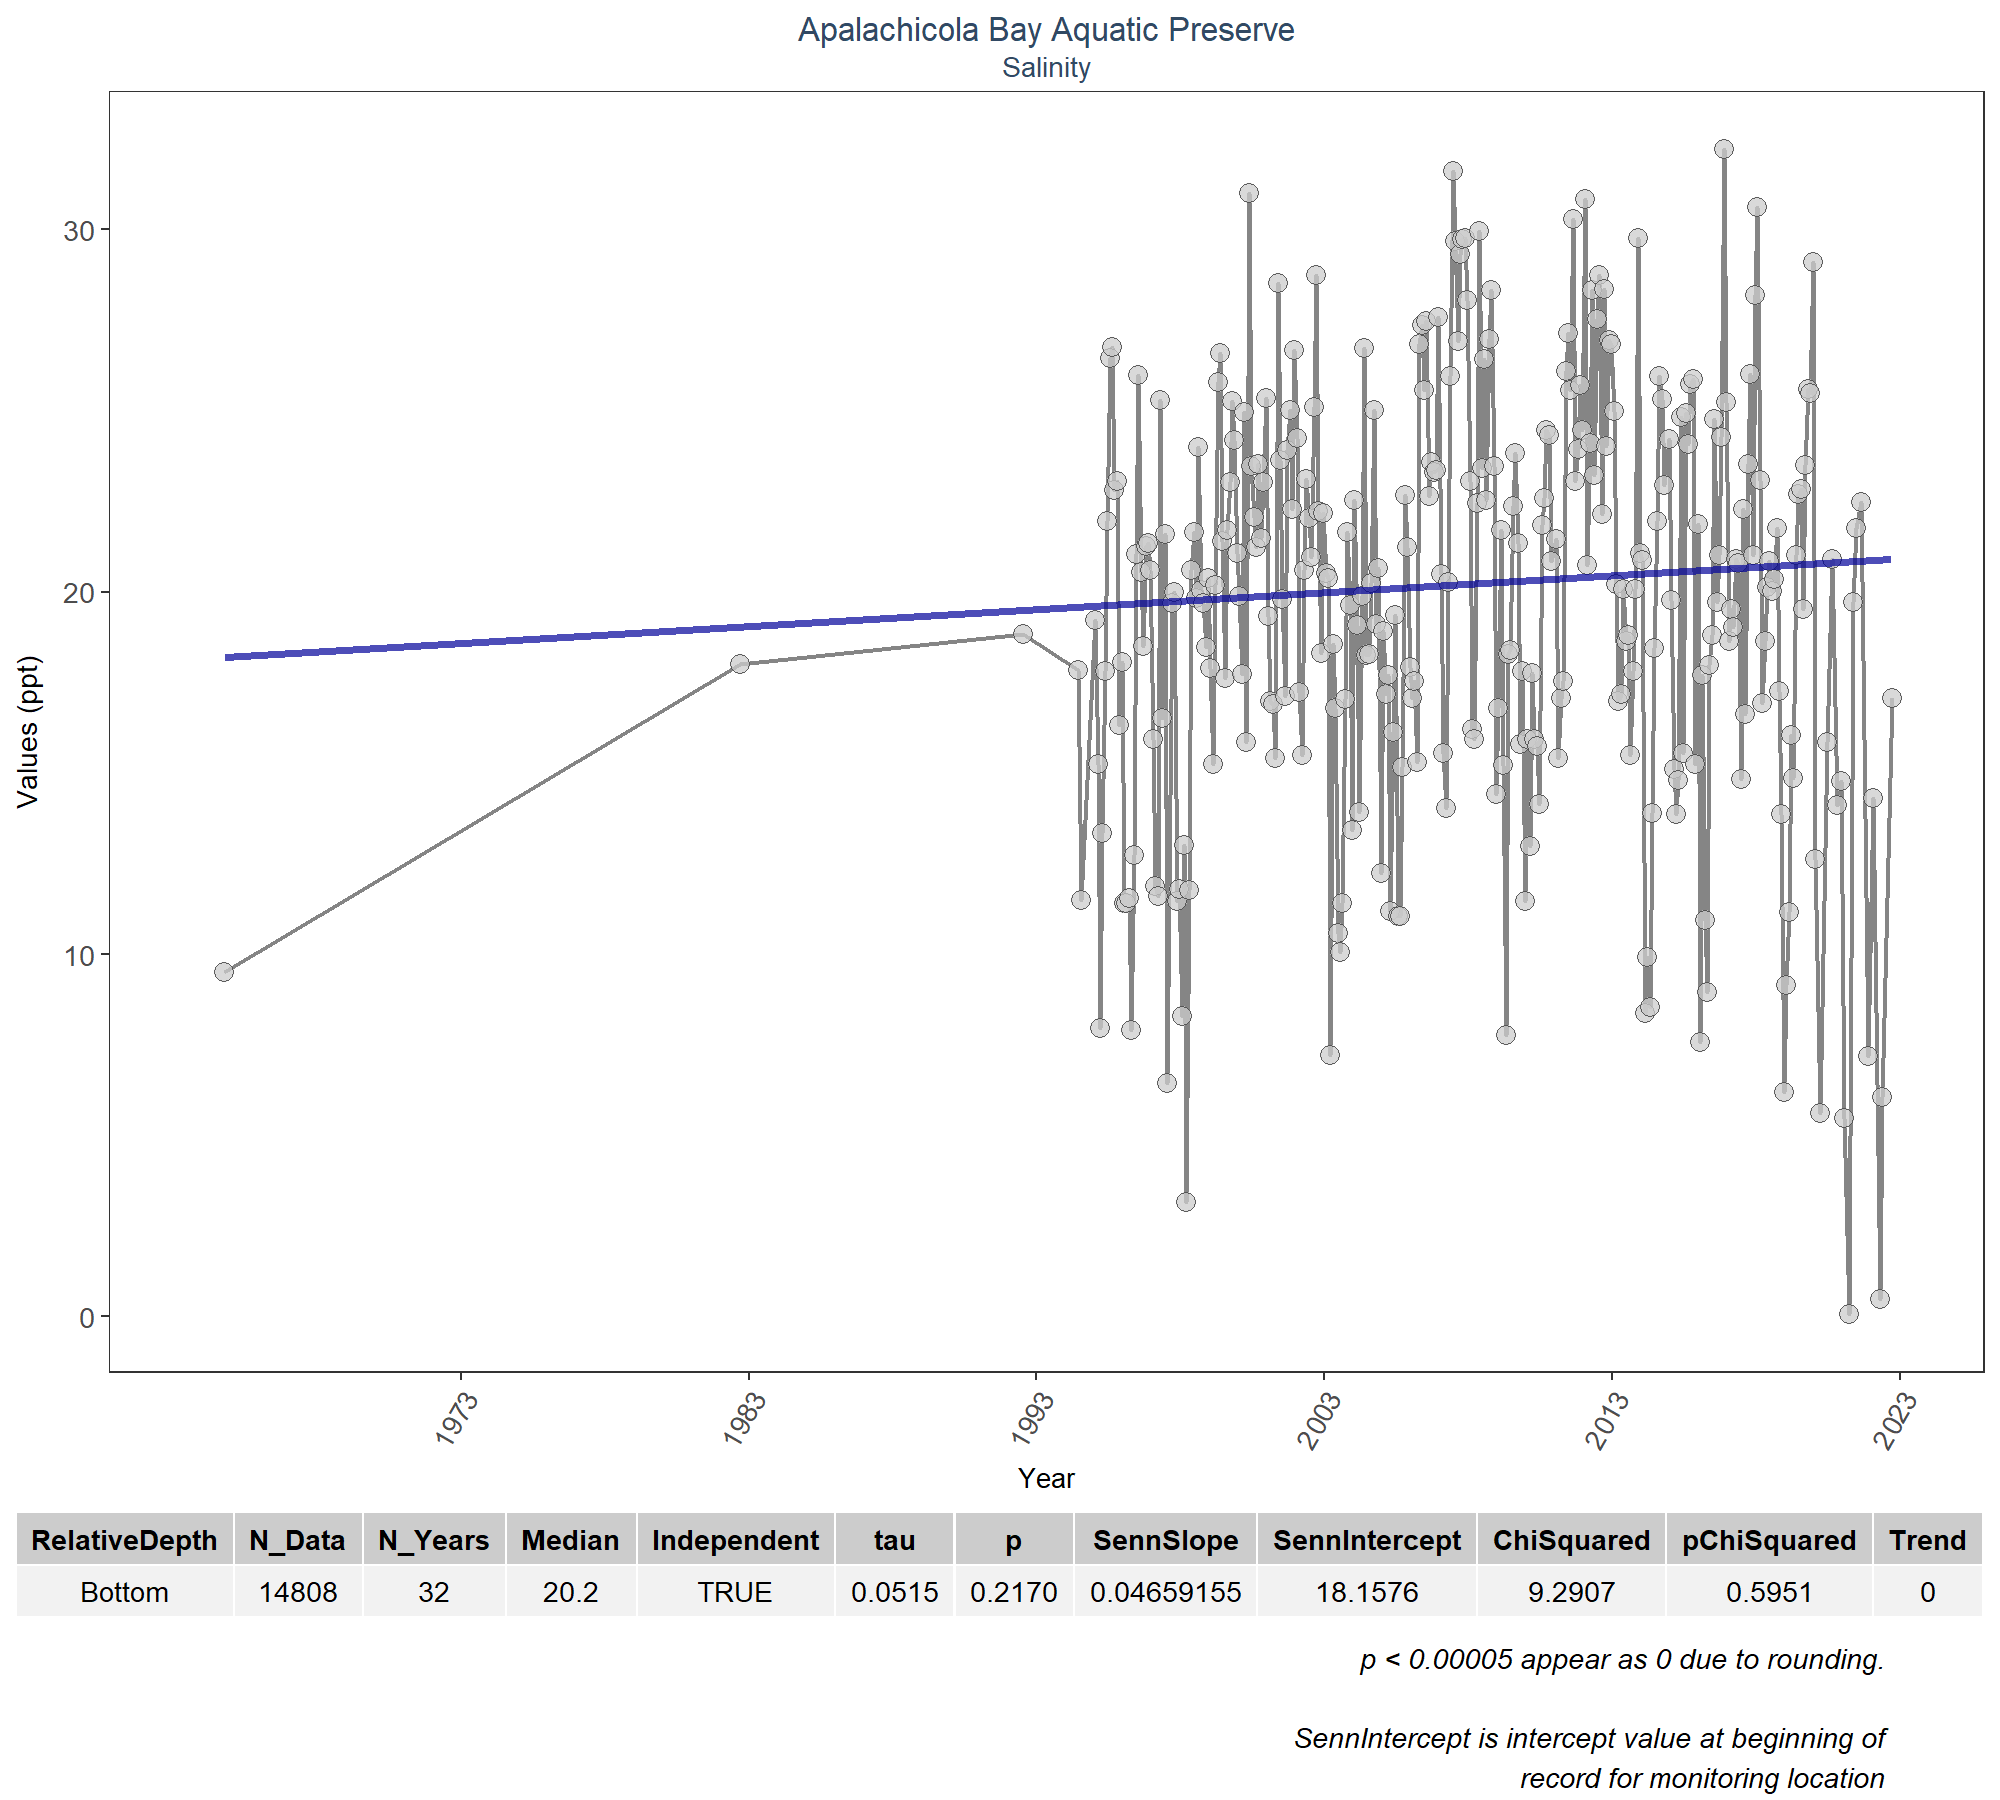 Apalachicola Bay Aquatic Preserve
Salinity
30
20
10
0
Values (ppt)
1973
1983
1993
2003
2013
2023
Year
RelativeDepth N_Data N_Years Median Independent tau p SennSlope SennIntercept ChiSquared pChiSquared Trend
Bottom 14808 32 20.2 TRUE 0.0515 0.2170 0.04659155 18.1576 9.2907 0.5951 0
p < 0.00005 appear as 0 due to rounding.
SennIntercept is intercept value at beginning of
record for monitoring location